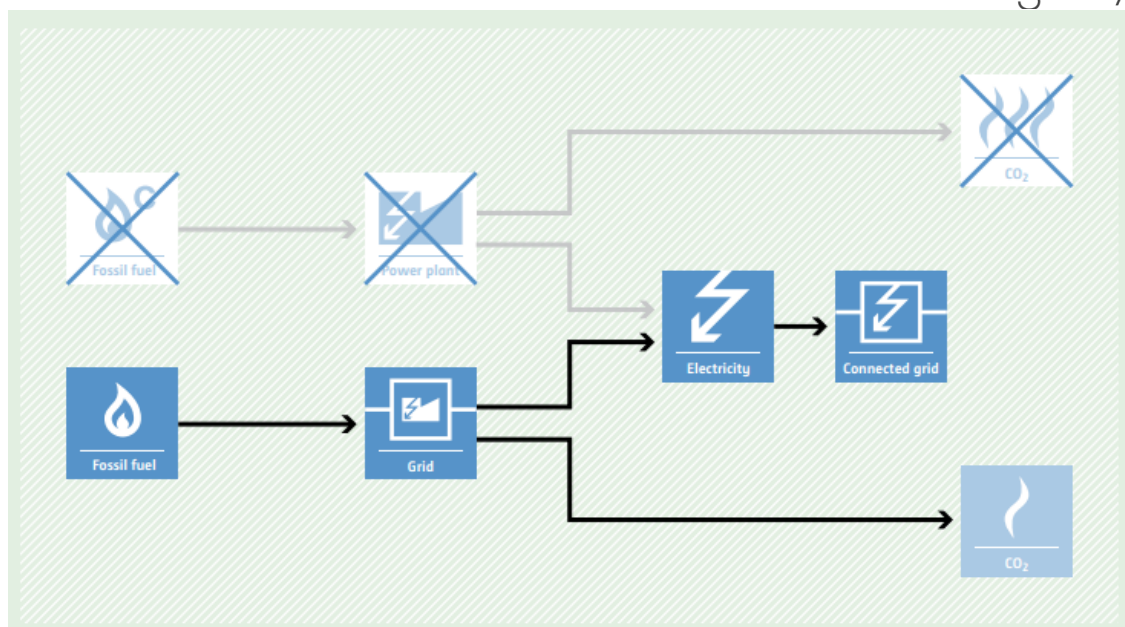 CO₂
Fossil fuel
Power plant
Electricity
Connected grid
Fossil fuel
Grid
CO₂